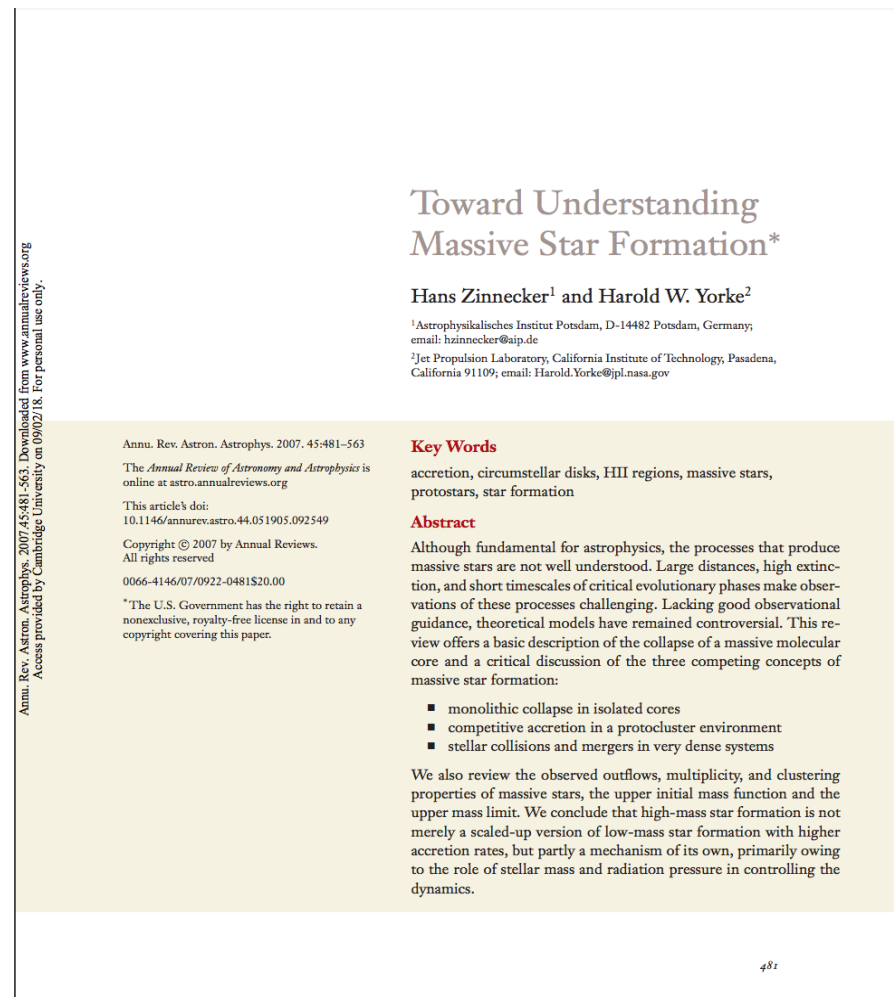 Annu. Rev. Astron. Astrophys. 2007.45:481-563. Downloaded from www.annualreviews.org
Access provided by Cambridge University on 09/02/18. For personal use only.
Toward Understanding
Massive Star Formation*
Hans Zinnecker¹ and Harold W. Yorke²
¹Astrophysikalisches Institut Potsdam, D-14482 Potsdam, Germany;
email: hzinnecker@aip.de
²Jet Propulsion Laboratory, California Institute of Technology, Pasadena,
California 91109; email: Harold.Yorke@jpl.nasa.gov
Annu. Rev. Astron. Astrophys. 2007. 45:481–563
The Annual Review of Astronomy and Astrophysics is
online at astro.annualreviews.org
This article's doi:
10.1146/annurev.astro.44.051905.092549
Copyright © 2007 by Annual Reviews.
All rights reserved
0066-4146/07/0922-0481$20.00
*The U.S. Government has the right to retain a
nonexclusive, royalty-free license in and to any
copyright covering this paper.
Key Words
accretion, circumstellar disks, HII regions, massive stars,
protostars, star formation
Abstract
Although fundamental for astrophysics, the processes that produce
massive stars are not well understood. Large distances, high extinc-
tion, and short timescales of critical evolutionary phases make obser-
vations of these processes challenging. Lacking good observational
guidance, theoretical models have remained controversial. This re-
view offers a basic description of the collapse of a massive molecular
core and a critical discussion of the three competing concepts of
massive star formation:
■ monolithic collapse in isolated cores
■ competitive accretion in a protocluster environment
■ stellar collisions and mergers in very dense systems
We also review the observed outflows, multiplicity, and clustering
properties of massive stars, the upper initial mass function and the
upper mass limit. We conclude that high-mass star formation is not
merely a scaled-up version of low-mass star formation with higher
accretion rates, but partly a mechanism of its own, primarily owing
to the role of stellar mass and radiation pressure in controlling the
dynamics.
481